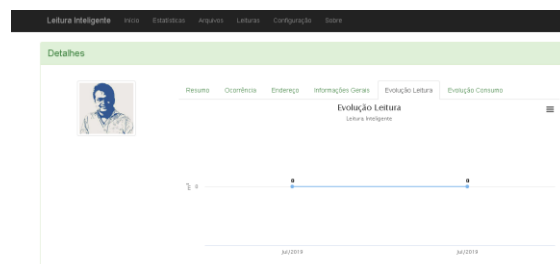 Leitura Inteligente Início Estatísticas Arquivos Leituras Configuração Sobre
Detalhes
Resumo Ocorrência Endereço Informações Gerais Evolução Leitura Evolução Consumo
Evolução Leitura
Leitura Inteligente
0 0
0
jul/2019 jul/2019